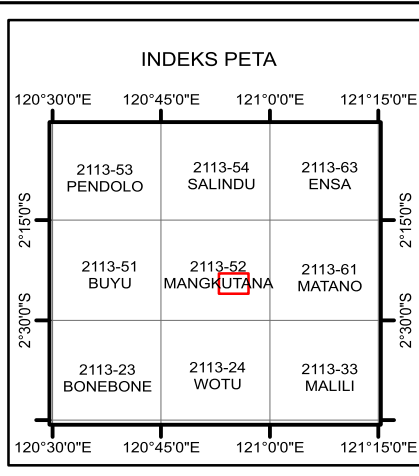 INDEKS PETA
120°30'0"E 120°45'0"E 121°0'0"E 121°15'0"E
2113-53 2113-54 2113-63
PENDOLO SALINDU ENSA
2°15'0"S 2°15'0"S
2113-51 2113-52 2113-61
BUYU MANGKUTANA MATANO
2°30'0"S 2°30'0"S
2113-23 2113-24 2113-33
BONEBONE WOTU MALILI
120°30'0"E 120°45'0"E 121°0'0"E 121°15'0"E